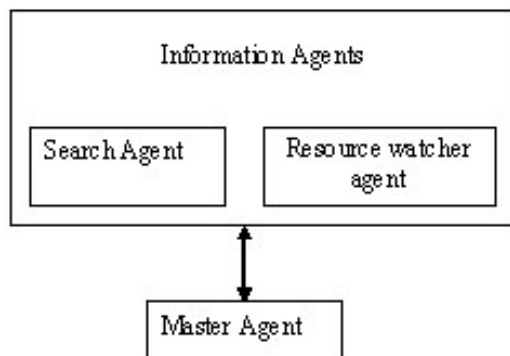 Information Agents
Search Agent
Resource watcher
agent
Master Agent